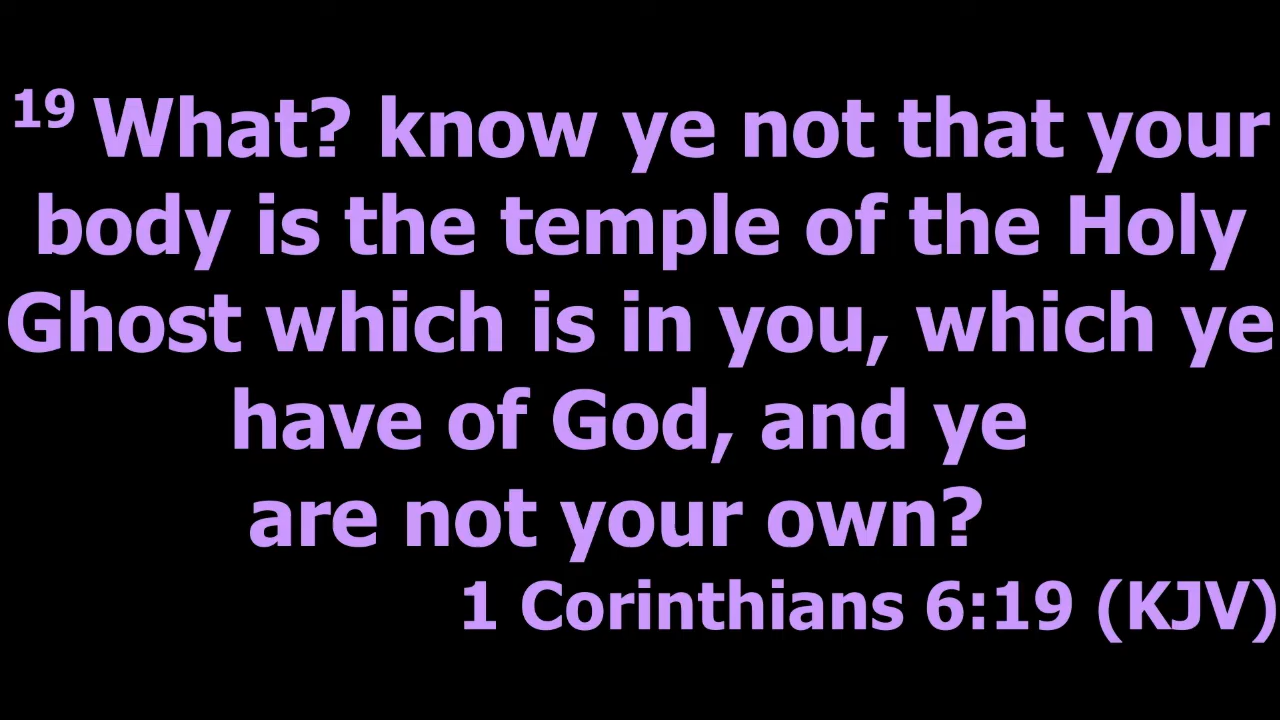 19 What? know ye not that your
body is the temple of the Holy
Ghost which is in you, which ye
have of God, and ye
are not your own?
1 Corinthians 6:19 (KJV)